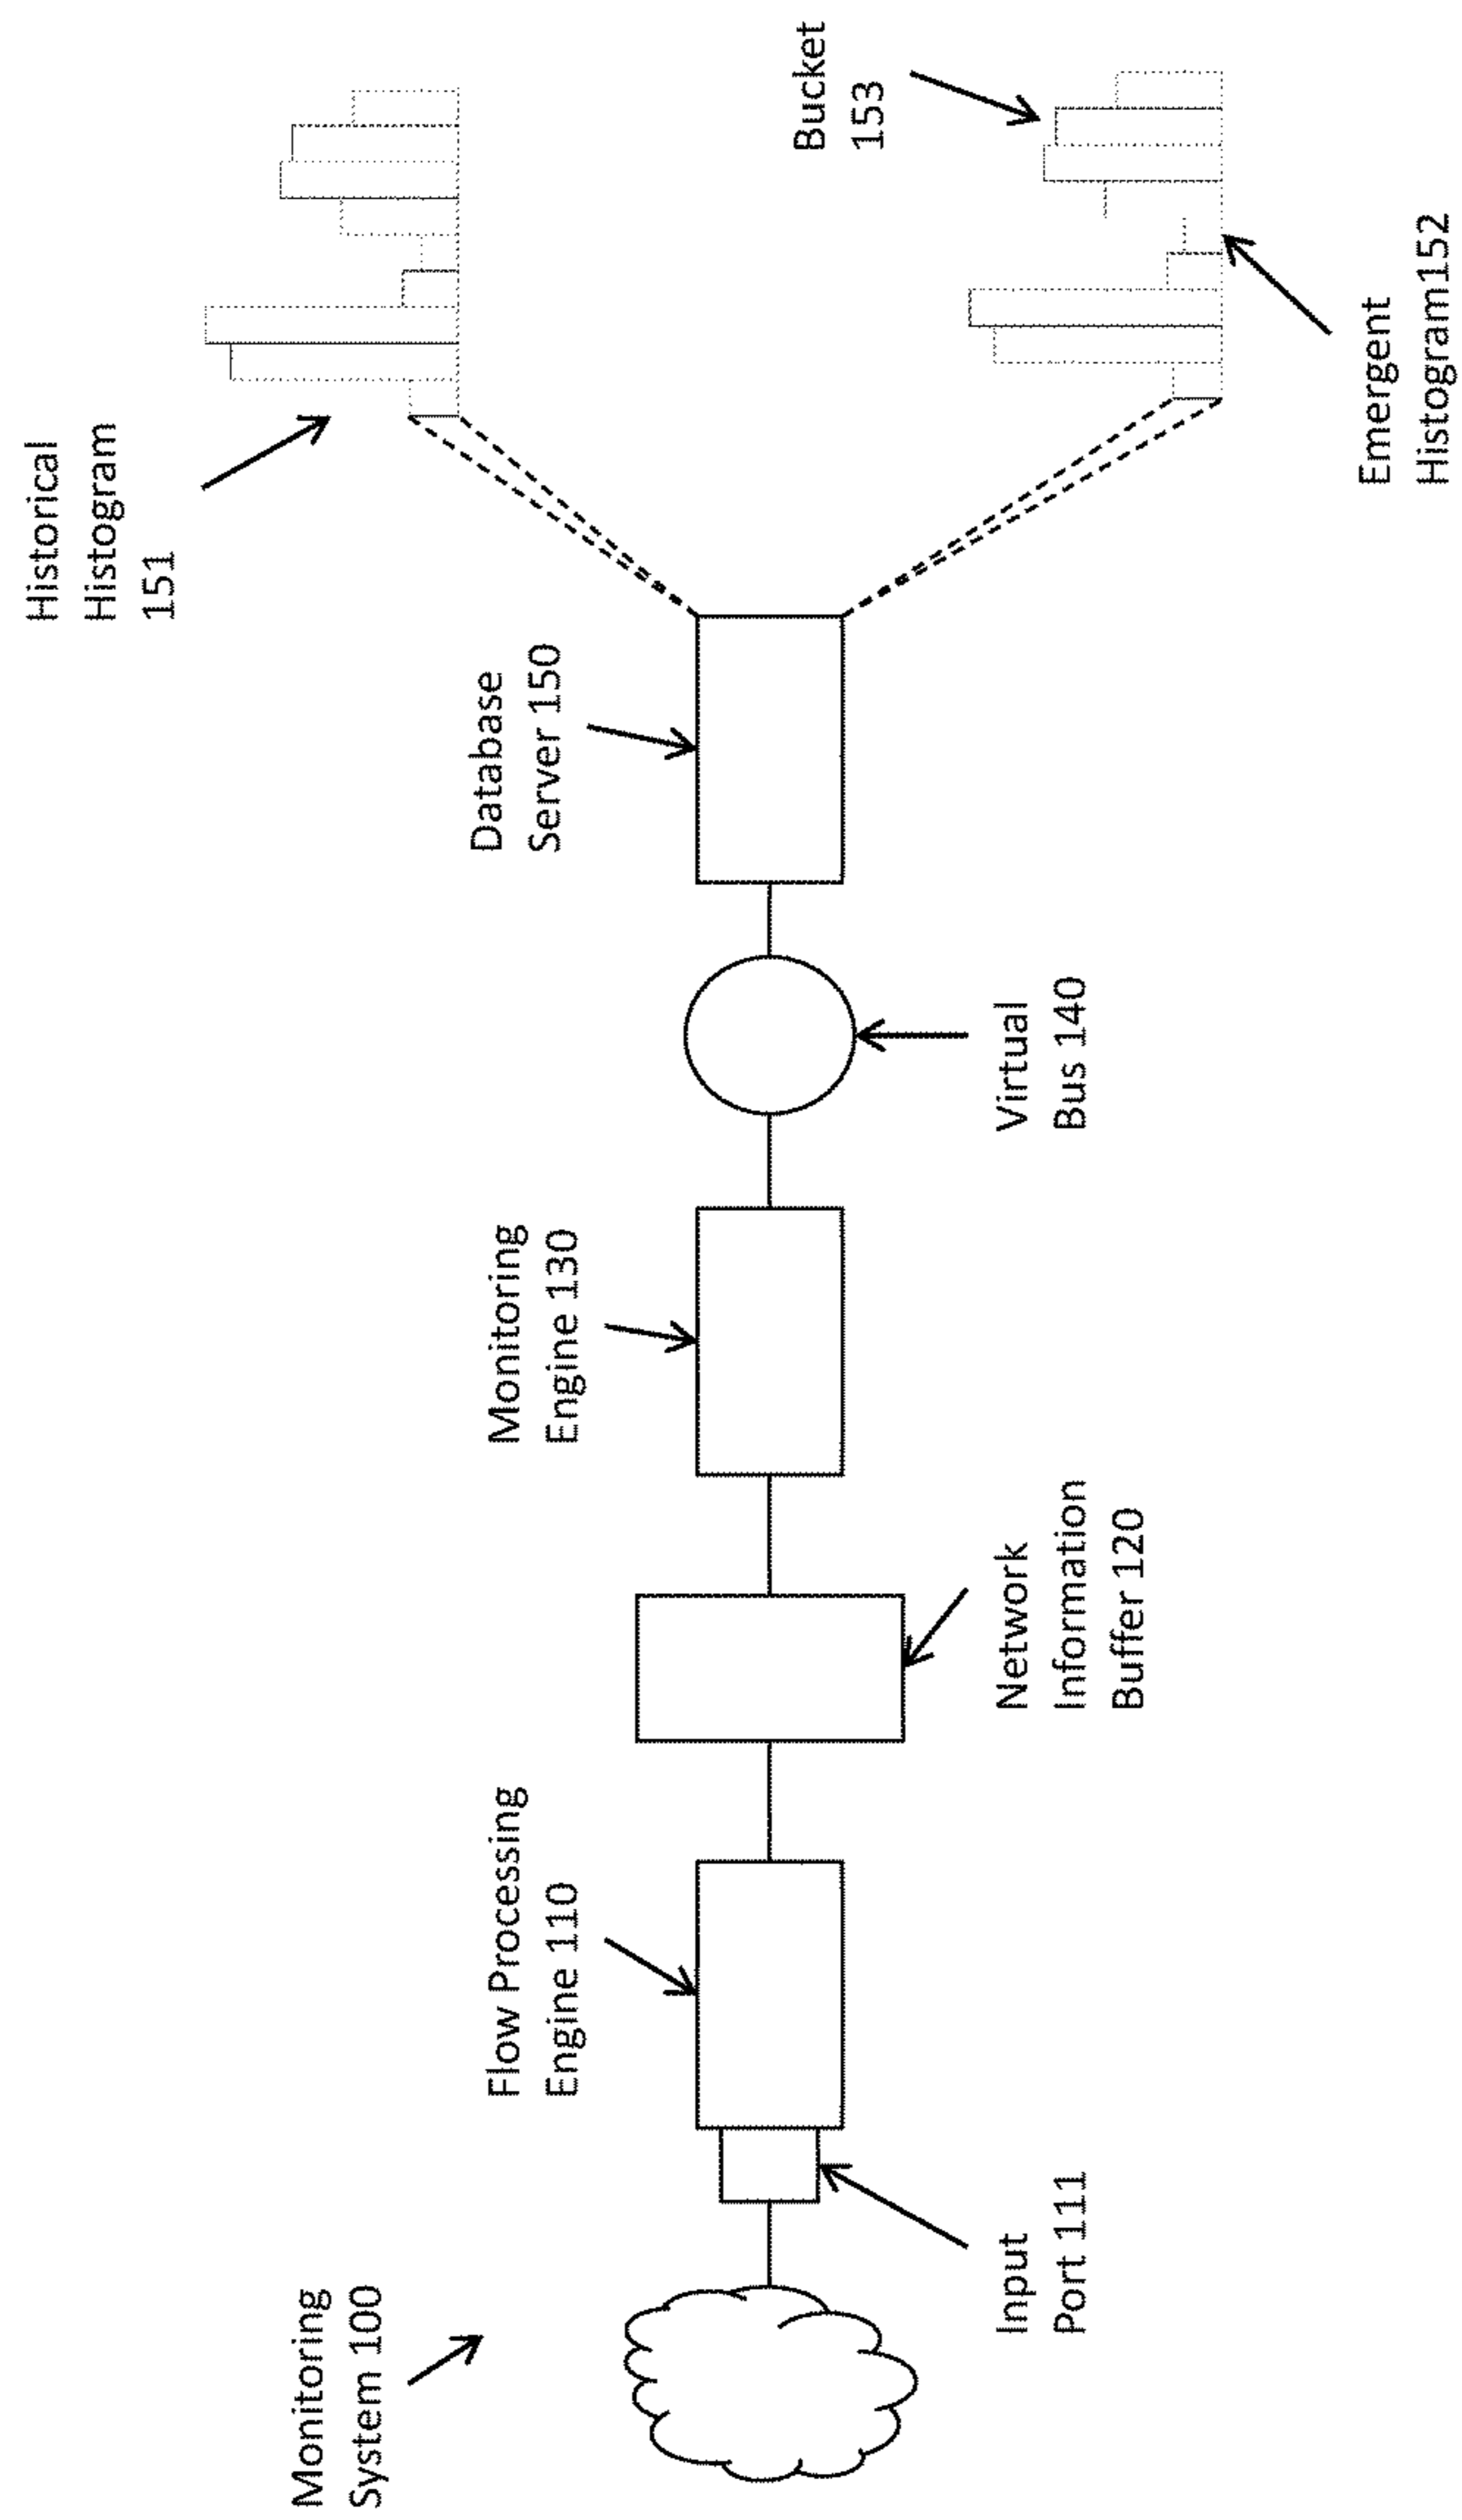 Monitoring
System 100
Input
Port 111
Flow Processing
Engine 110
Network
Information
Buffer 120
Monitoring
Engine 130
Virtual
Bus 140
Database
Server 150
Historical
Histogram
151
Emergent
Histogram152
Bucket
153